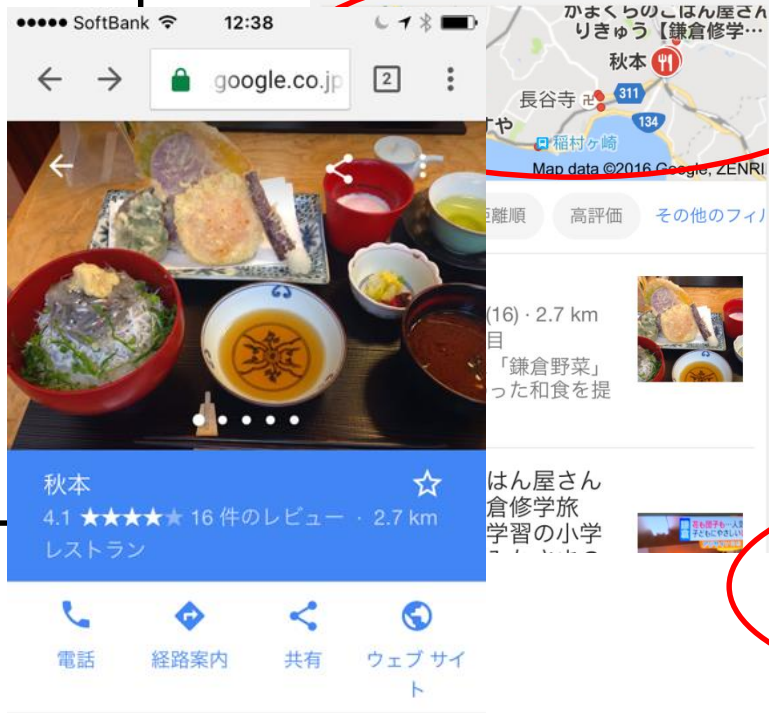 SoftBank 12:38
google.co.jp 2
秋本
4.1 ★★★★★ 16 件のレビュー · 2.7 km
レストラン
電話
経路案内
共有
ウェブ サイト
かまくらのごはん屋さん
りきゅう【鎌倉修学…
秋本
長谷寺
311
134
稲村ヶ崎
Map data ©2016 Google, ZENRI
離順
高評価
その他のフィル
(16) · 2.7 km
目
「鎌倉野菜」
った和食を提
はん屋さん
倉修学旅
学習の小学